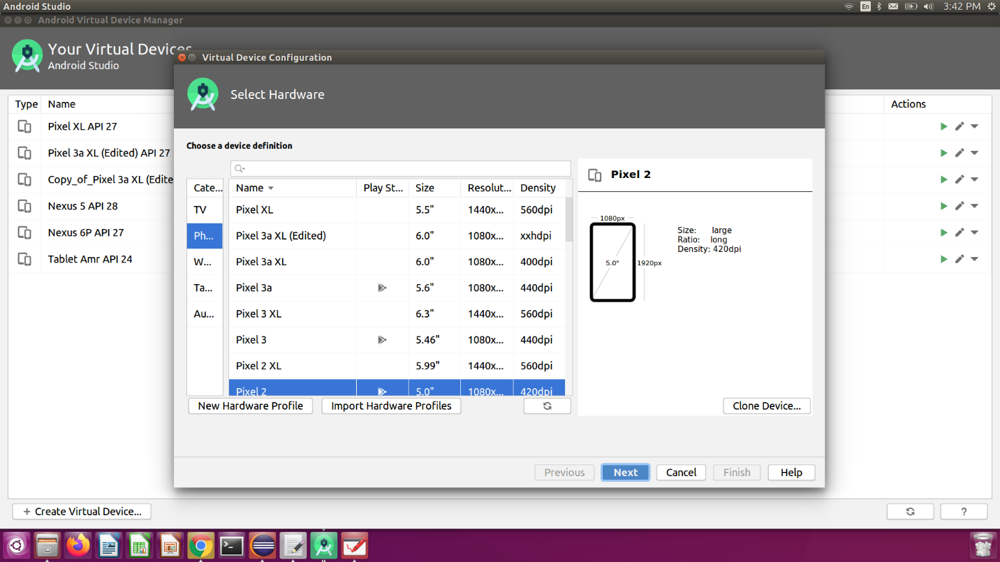 Android Studio
En
3:42 PM
Android Virtual Device Manager
Your Virtual Devices
Android Studio
Type Name Actions
Pixel XL API 27
Pixel 3a XL (Edited) API 27
Copy_of_Pixel 3a XL (Edite
Nexus 5 API 28
Nexus 6P API 27
Tablet Amr API 24
Virtual Device Configuration
Select Hardware
Choose a device definition
Cate... Name Play St... Size Resolut... Density
TV
Ph...
W...
Ta...
Au...
Pixel XL 5.5" 1440x... 560dpi
Pixel 3a XL (Edited) 6.0" 1080x... xxhdpi
Pixel 3a XL 6.0" 1080x... 400dpi
Pixel 3a 5.6" 1080x... 440dpi
Pixel 3 XL 6.3" 1440x... 560dpi
Pixel 3 5.46" 1080x... 440dpi
Pixel 2 XL 5.99" 1440x... 560dpi
Pixel 2 5.0" 1080x... 420dpi
New Hardware Profile Import Hardware Profiles
Pixel 2
1080px
5.0"
1920px
Size: large
Ratio: long
Density: 420dpi
Clone Device...
Previous Next Cancel Finish Help
+ Create Virtual Device... ?